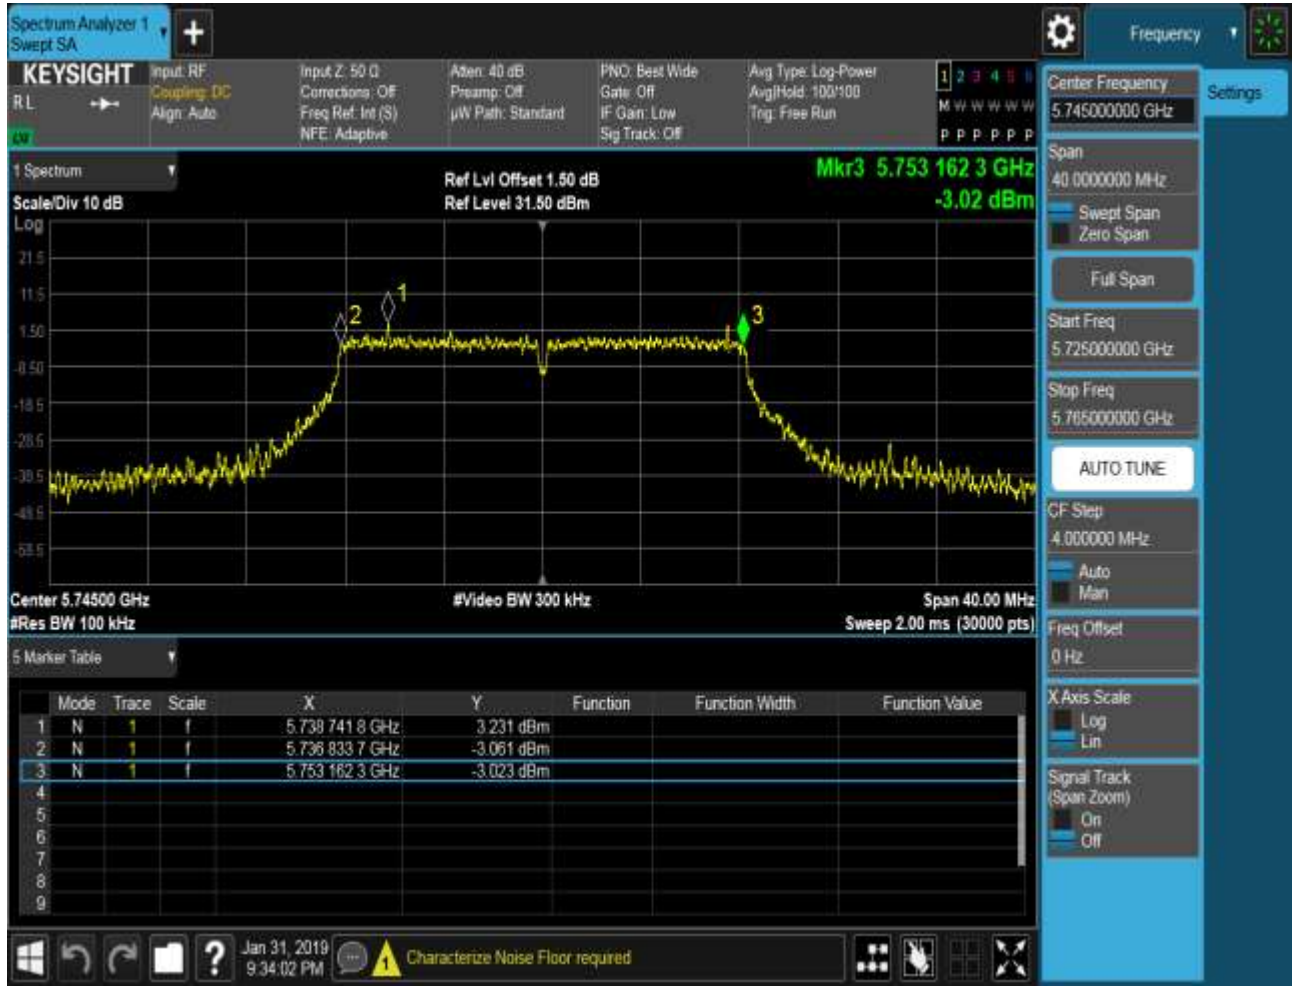 Spectrum Analyzer 1
Swept SA
+
Frequency
KEYSIGHT
RL
Input: RF
Coupling: DC
Align: Auto
Input Z: 50 Ω
Corrections: Off
Freq Ref: Int (S)
NFE: Adaptive
Atten: 40 dB
Preamp: Off
µW Path: Standard
PNO: Best Wide
Gate: Off
IF Gain: Low
Sig Track: Off
Avg Type: Log-Power
Avg|Hold: 100/100
Trig: Free Run
1 2 3 4 5 6
M W W W W W
P P P P P P
Center Frequency
5.745000000 GHz
Settings
Span
40.0000000 MHz
Swept Span
Zero Span
Full Span
Start Freq
5.725000000 GHz
Stop Freq
5.765000000 GHz
AUTO TUNE
CF Step
4.000000 MHz
Auto
Man
Freq Offset
0 Hz
X Axis Scale
Log
Lin
Signal Track
(Span Zoom)
On
Off
1 Spectrum
Scale/Div 10 dB
Ref Lvl Offset 1.50 dB
Ref Level 31.50 dBm
Mkr3 5.753 162 3 GHz
-3.02 dBm
Log
21.5
11.5
1.50
-8.50
-18.5
-28.5
-38.5
-48.5
-58.5
1
2
3
Center 5.74500 GHz
#Video BW 300 kHz
Span 40.00 MHz
#Res BW 100 kHz
Sweep 2.00 ms (30000 pts)
5 Marker Table
Mode Trace Scale X Y Function Function Width Function Value
1 N 1 f 5.738 741 8 GHz 3.231 dBm
2 N 1 f 5.736 833 7 GHz -3.061 dBm
3 N 1 f 5.753 162 3 GHz -3.023 dBm
4
5
6
7
8
9
?
Jan 31, 2019
9:34:02 PM
1
Characterize Noise Floor required